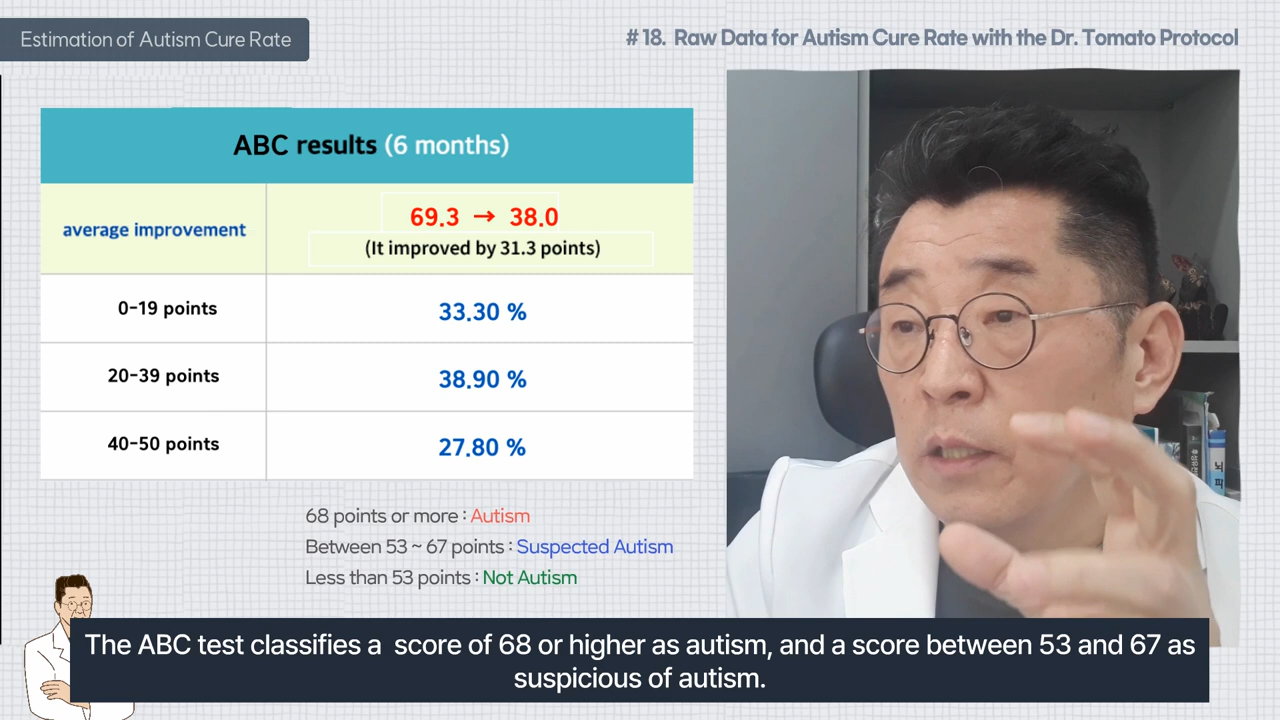 Estimation of Autism Cure Rate
# 18. Raw Data for Autism Cure Rate with the Dr. Tomato Protocol
ABC results (6 months)
average improvement
69.3 → 38.0
(It improved by 31.3 points)
0-19 points
33.30 %
20-39 points
38.90 %
40-50 points
27.80 %
68 points or more : Autism
Between 53 ~ 67 points : Suspected Autism
Less than 53 points : Not Autism
The ABC test classifies a score of 68 or higher as autism, and a score between 53 and 67 as
suspicious of autism.